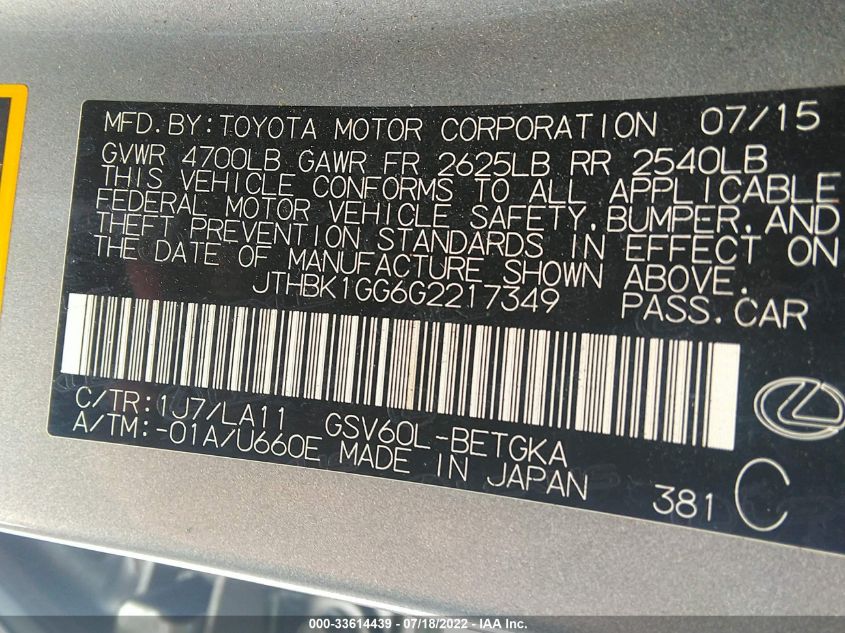 MFD.BY:TOYOTA MOTOR CORPORATION 07/15
GVWR 4700LB GAWR FR 2625LB RR 2540LB
THIS VEHICLE CONFORMS TO ALL APPLICABLE
FEDERAL MOTOR VEHICLE SAFETY,BUMPER,AND
THEFT PREVENTION STANDARDS IN EFFECT ON
THE DATE OF MANUFACTURE SHOWN ABOVE.
JTHBK1GG6G2217349 PASS.CAR
C/TR:1J7/LA11 GSV60L-BETGKA
A/TM:-01A/U660E MADE IN JAPAN
381 C
000-33614439 - 07/18/2022 - IAA Inc.